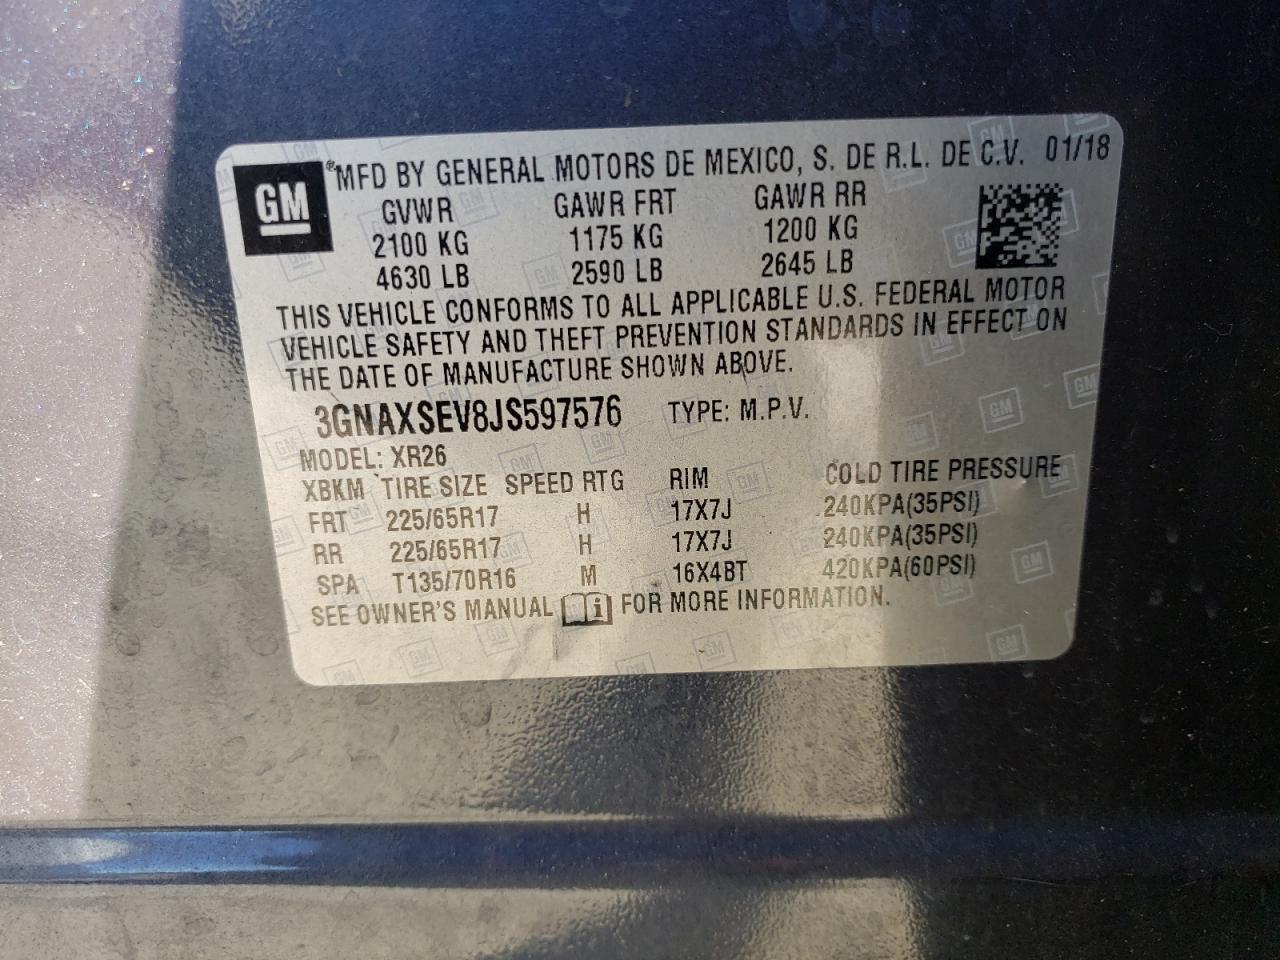 GM ®MFD BY GENERAL MOTORS DE MEXICO, S. DE R.L. DE C.V. 01/18
GVWR GAWR FRT GAWR RR
2100 KG 1175 KG 1200 KG
4630 LB 2590 LB 2645 LB
THIS VEHICLE CONFORMS TO ALL APPLICABLE U.S. FEDERAL MOTOR
VEHICLE SAFETY AND THEFT PREVENTION STANDARDS IN EFFECT ON
THE DATE OF MANUFACTURE SHOWN ABOVE.
3GNAXSEV8JS597576 TYPE: M.P.V.
MODEL: XR26
XBKM TIRE SIZE SPEED RTG RIM COLD TIRE PRESSURE
FRT 225/65R17 H 17X7J 240KPA(35PSI)
RR 225/65R17 H 17X7J 240KPA(35PSI)
SPA T135/70R16 M 16X4BT 420KPA(60PSI)
SEE OWNER'S MANUAL i FOR MORE INFORMATION.